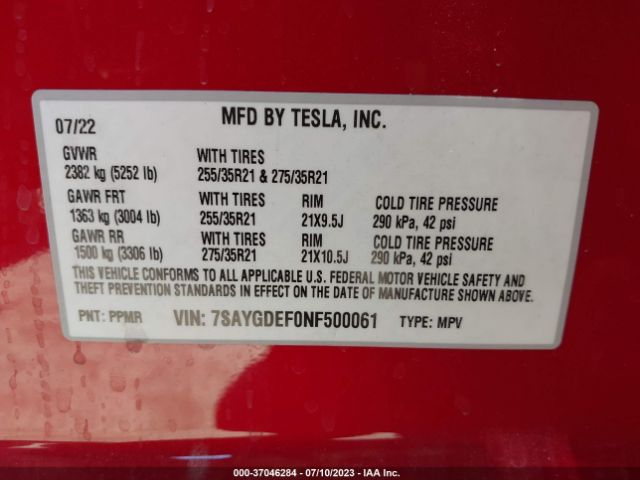 07/22 MFD BY TESLA, INC.
GVWR WITH TIRES
2382 kg (5252 lb) 255/35R21 & 275/35R21
GAWR FRT WITH TIRES RIM COLD TIRE PRESSURE
1363 kg (3004 lb) 255/35R21 21X9.5J 290 kPa, 42 psi
GAWR RR WITH TIRES RIM COLD TIRE PRESSURE
1500 kg (3306 lb) 275/35R21 21X10.5J 290 kPa, 42 psi
THIS VEHICLE CONFORMS TO ALL APPLICABLE U.S. FEDERAL MOTOR VEHICLE SAFETY AND
THEFT PREVENTION STANDARDS IN EFFECT ON THE DATE OF MANUFACTURE SHOWN ABOVE.
PNT: PPMR VIN: 7SAYGDEF0NF500061 TYPE: MPV
000-37046284 - 07/10/2023 - IAA Inc.